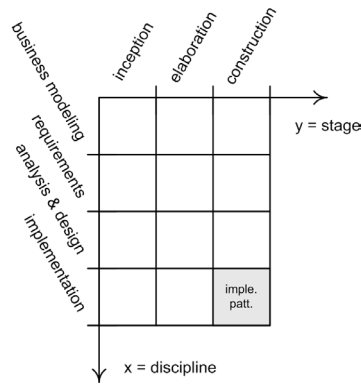 inception
elaboration
construction
y = stage
business modeling
requirements
analysis & design
implementation
imple.
patt.
x = discipline